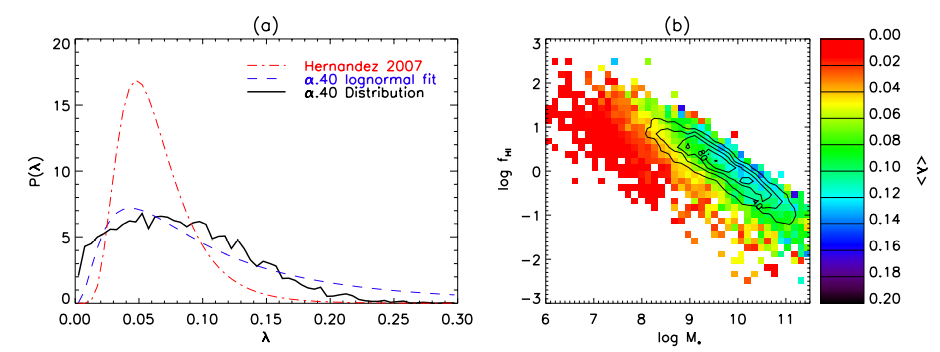 (a)
(b)
20
15
10
5
0
P(λ)
Hernandez 2007
α.40 lognormal fit
α.40 Distribution
0.00 0.05 0.10 0.15 0.20 0.25 0.30
λ
3
2
1
0
−1
−2
−3
log f_HI
6 7 8 9 10 11
log M_*
0.00
0.02
0.04
0.06
0.08
0.10
0.12
0.14
0.16
0.18
0.20
<λ>